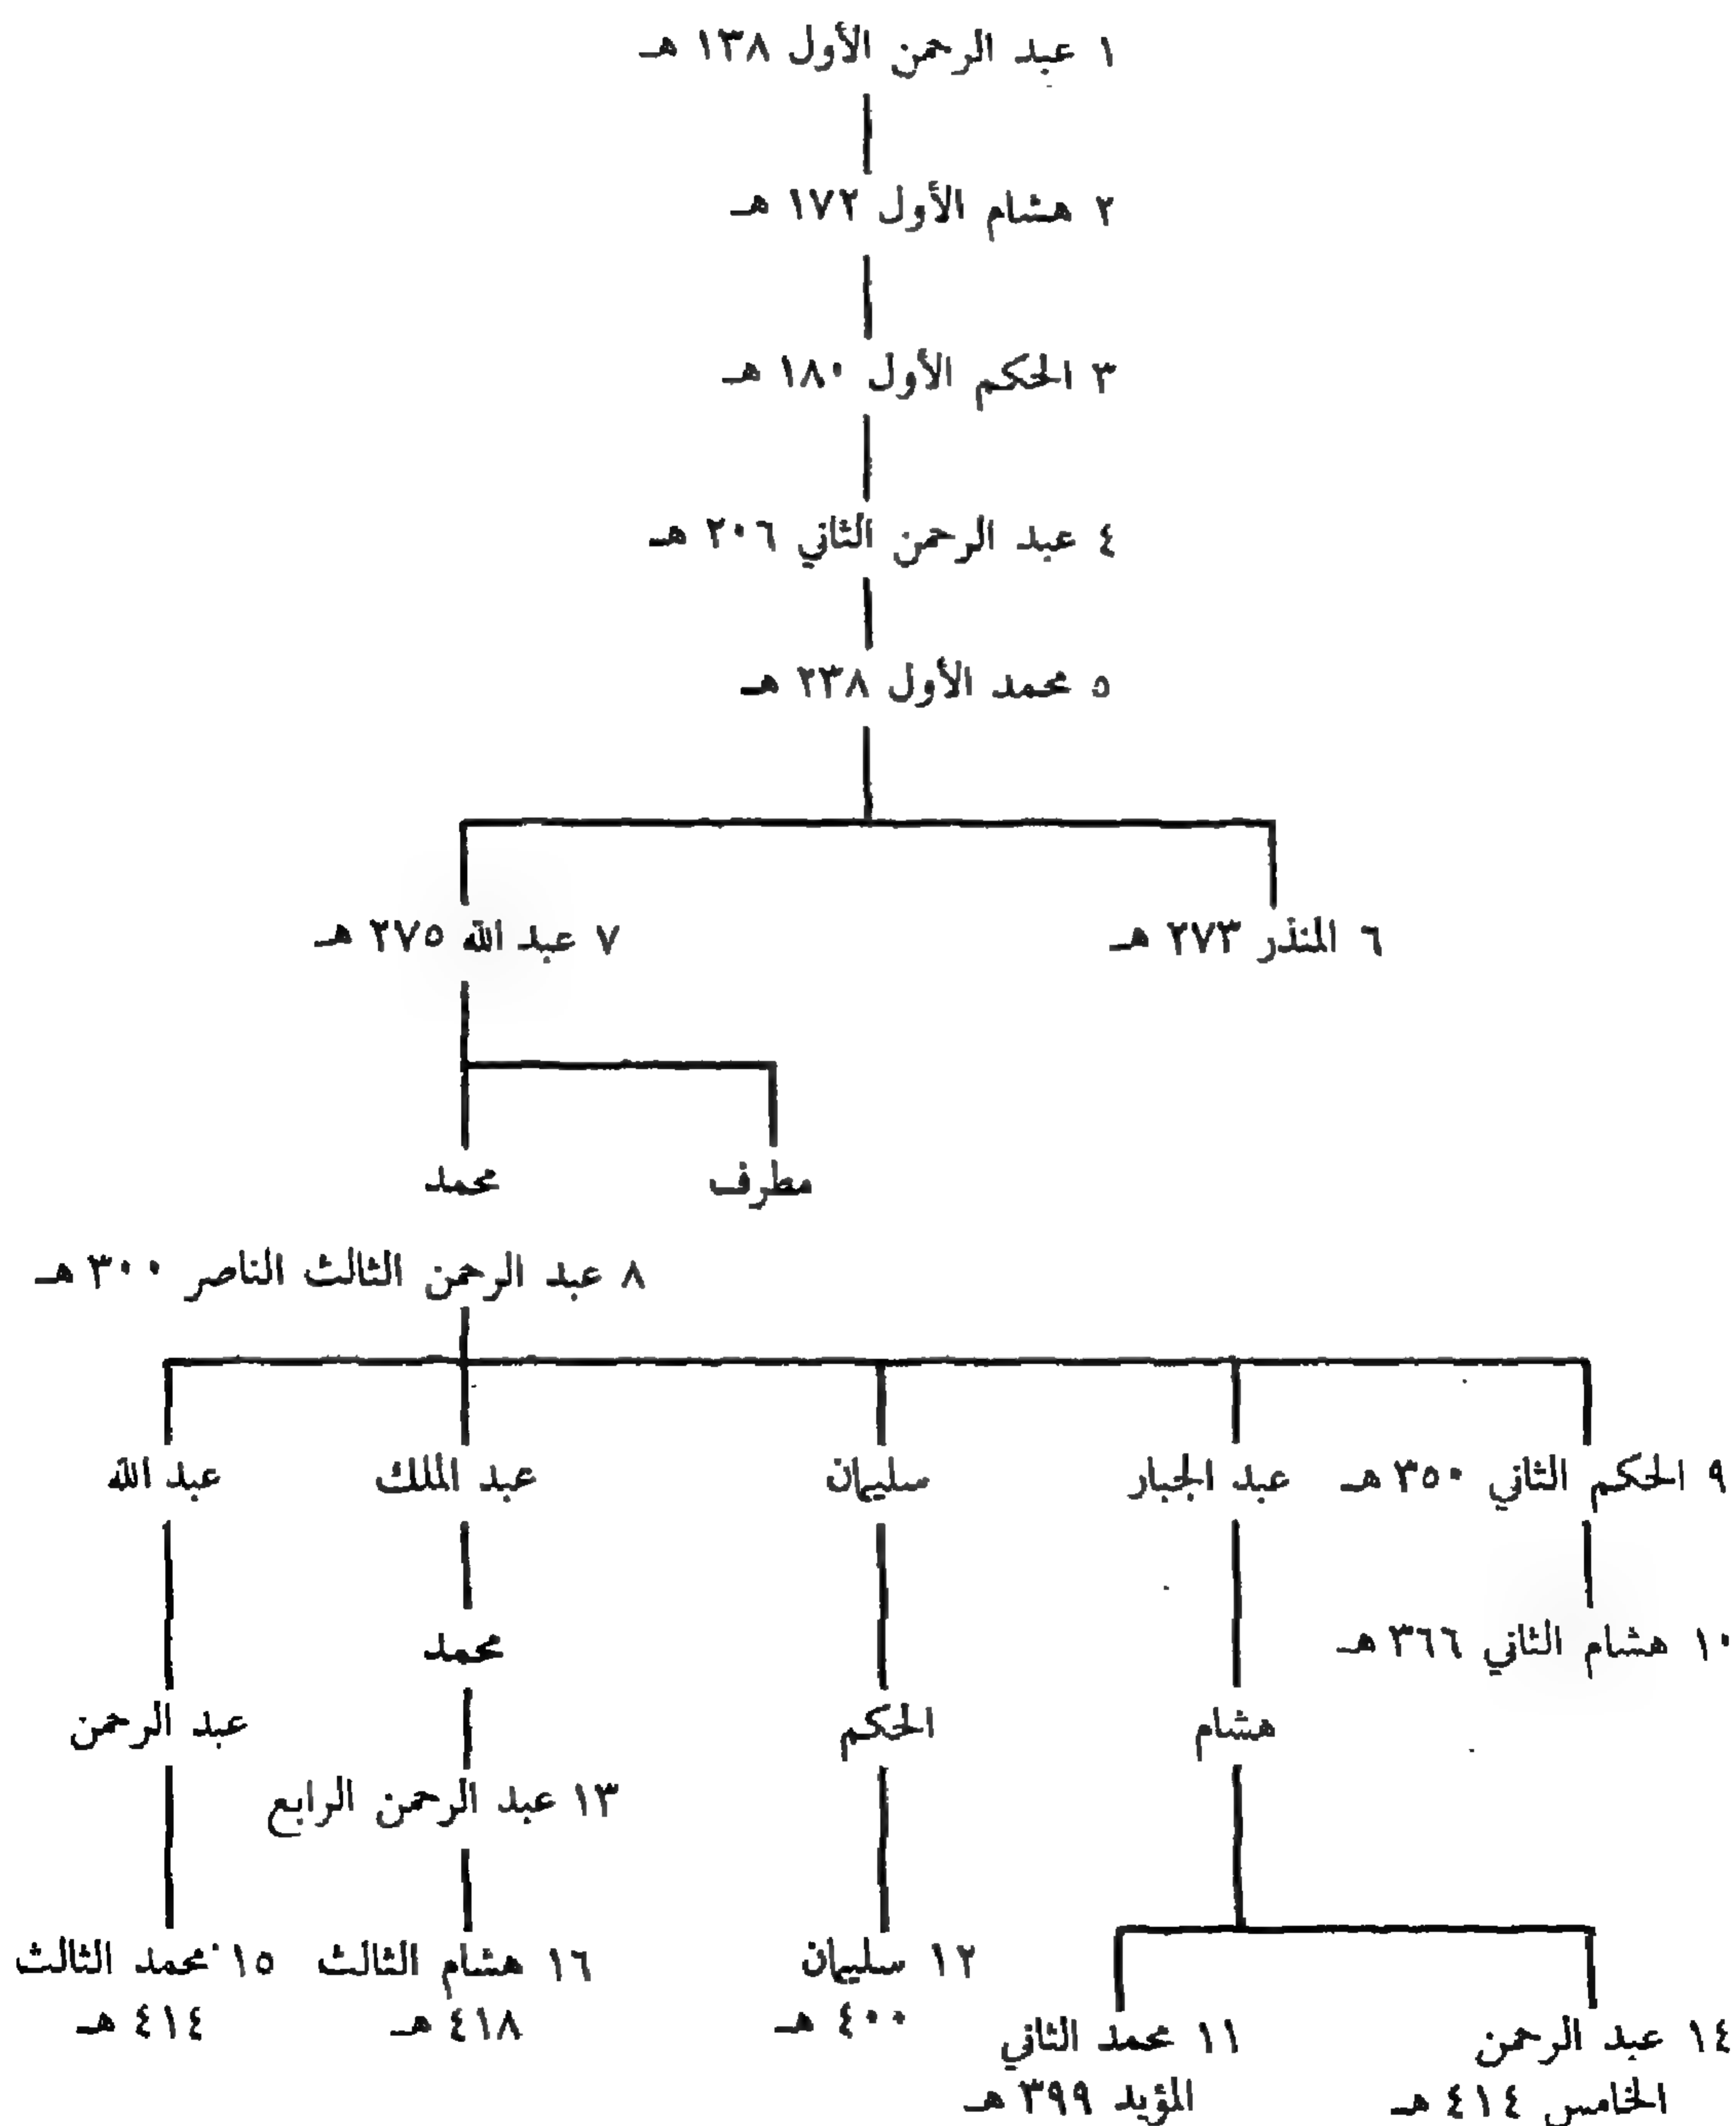 ١ عبد الرحمن الأول ١٣٨ هـ
٢ هشام الأول ١٧٢ هـ
٣ الحكم الأول ١٨٠ هـ
٤ عبد الرحمن الثاني ٢٠٦ هـ
٥ محمد الأول ٢٣٨ هـ
٦ المنذر ٢٧٣ هـ
٧ عبد الله ٢٧٥ هـ
مطرف
محمد
٨ عبد الرحمن الثالث الناصر ٣٠٠ هـ
٩ الحكم الثاني ٣٥٠ هـ
عبد الجبار
سليمان
عبد الملك
عبد الله
١٠ هشام الثاني ٣٦٦ هـ
محمد
هشام
الحكم
عبد الرحمن
١٣ عبد الرحمن الرابع
١٢ سليمان
٤٠٠ هـ
١٦ هشام الثالث
٤١٨ هـ
١٥ محمد الثالث
٤١٤ هـ
١٤ عبد الرحمن
الخامس ٤١٤ هـ
١١ محمد الثاني
المؤيد ٣٩٩ هـ